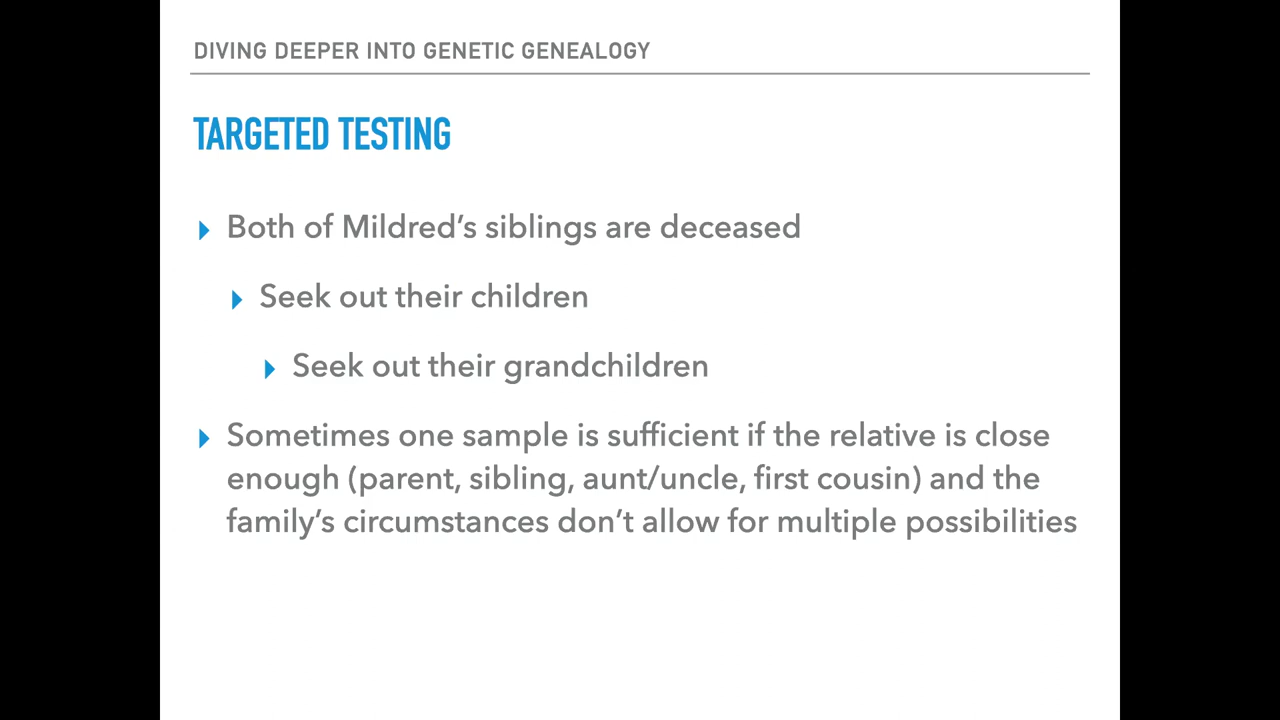 DIVING DEEPER INTO GENETIC GENEALOGY
TARGETED TESTING
Both of Mildred’s siblings are deceased
Seek out their children
Seek out their grandchildren
Sometimes one sample is sufficient if the relative is close
enough (parent, sibling, aunt/uncle, first cousin) and the
family’s circumstances don’t allow for multiple possibilities